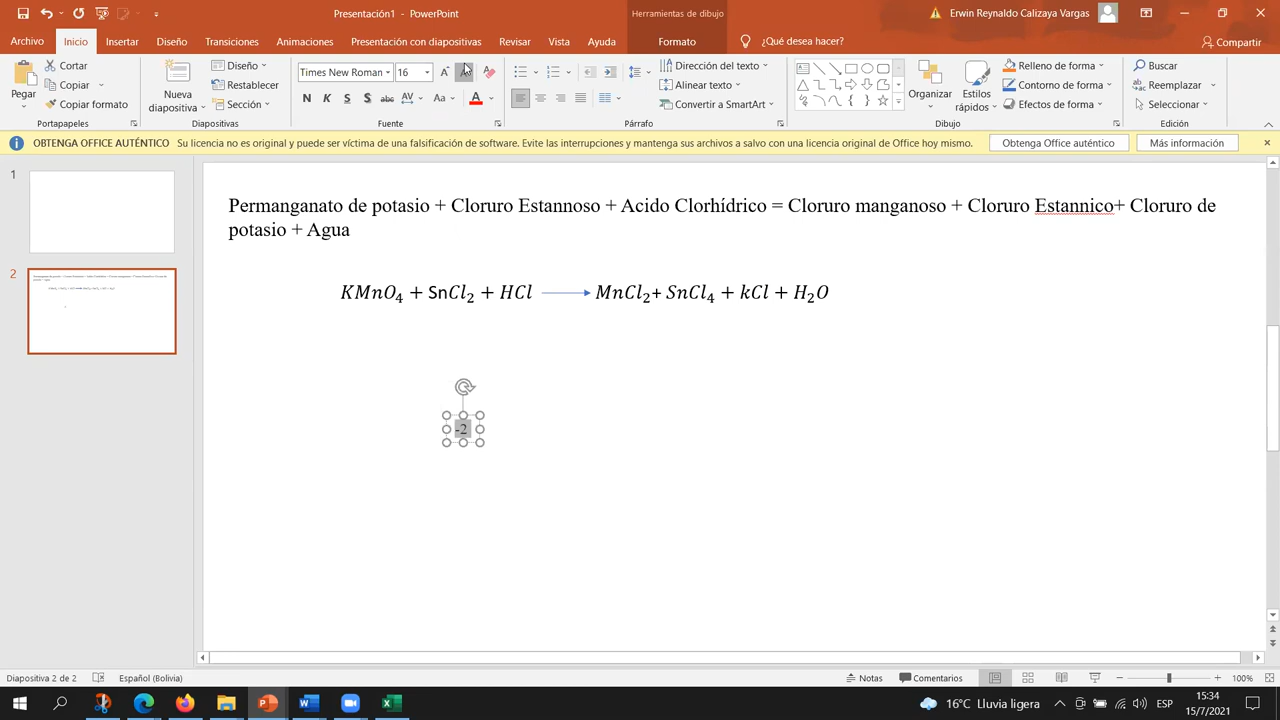 Presentación1 - PowerPoint
Herramientas de dibujo
Erwin Reynaldo Calizaya Vargas
Archivo Inicio Insertar Diseño Transiciones Animaciones Presentación con diapositivas Revisar Vista Ayuda Formato ¿Qué desea hacer? Compartir
Pegar
Cortar
Copiar
Copiar formato
Portapapeles
Nueva diapositiva
Diseño
Restablecer
Sección
Diapositivas
Times New Roman 16
N K S S abc AV Aa A
Fuente
Dirección del texto
Alinear texto
Convertir a SmartArt
Párrafo
Organizar
Estilos rápidos
Relleno de forma
Contorno de forma
Efectos de forma
Dibujo
Buscar
Reemplazar
Seleccionar
Edición
OBTENGA OFFICE AUTÉNTICO Su licencia no es original y puede ser víctima de una falsificación de software. Evite las interrupciones y mantenga sus archivos a salvo con una licencia original de Office hoy mismo. Obtenga Office auténtico Más información
1
2
Permanganato de potasio + Cloruro Estannoso + Acido Clorhídrico = Cloruro manganoso + Cloruro Estannico+ Cloruro de
potasio + Agua
KMnO₄ + SnCl₂ + HCl ⟶ MnCl₂+ SnCl₄ + kCl + H₂O
-2
Diapositiva 2 de 2 Español (Bolivia) Notas Comentarios 100%
16°C Lluvia ligera ESP 15:34
15/7/2021